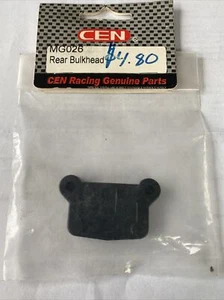 CEN
MG026
Rear Bulkhead
$4.80
CEN Racing Genuine Parts